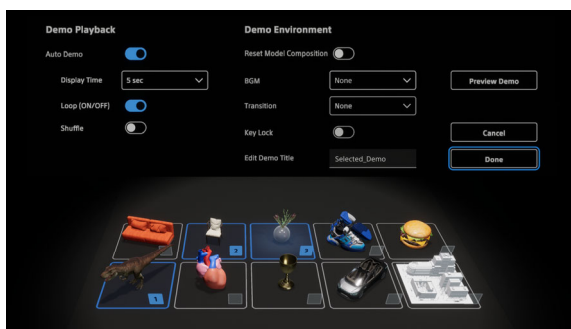 Demo Playback
Auto Demo
Display Time
5 sec
Loop (ON/OFF)
Shuffle
Demo Environment
Reset Model Composition
BGM
None
Transition
None
Key Lock
Edit Demo Title
Selected_Demo
Preview Demo
Cancel
Done
2
3
1